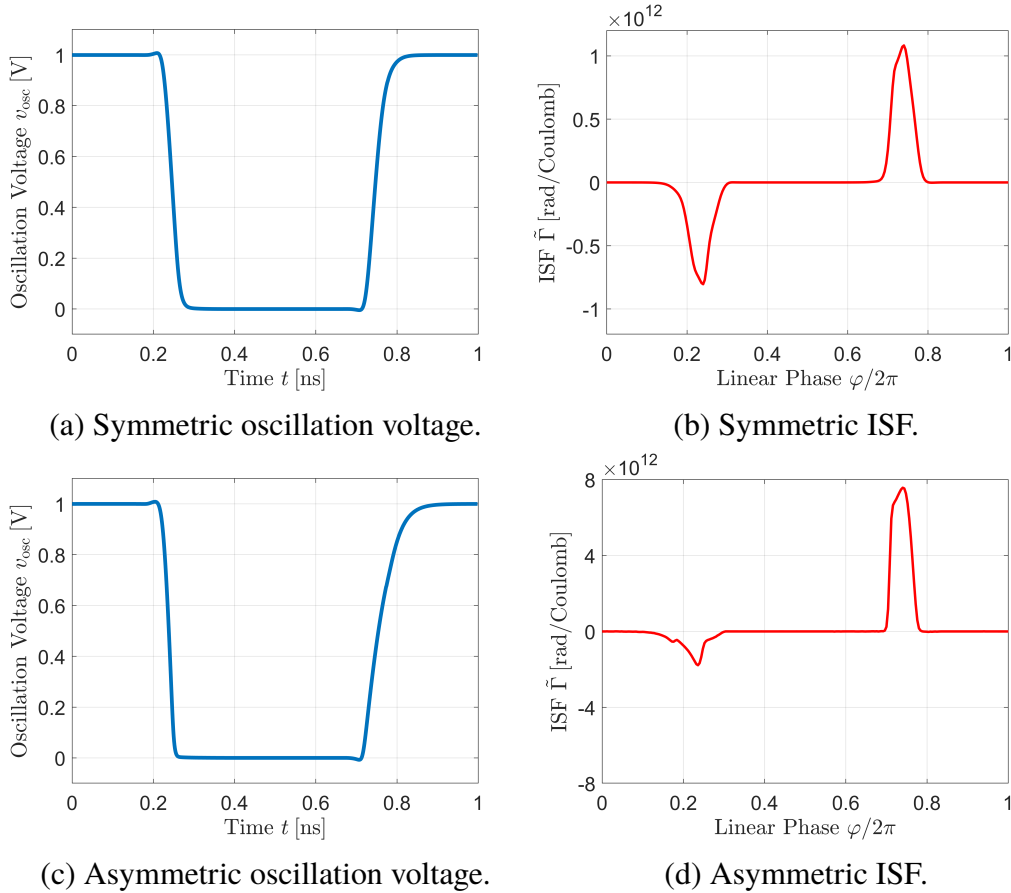 ×10¹²
Oscillation Voltage v_osc [V]
1
0.8
0.6
0.4
0.2
0
0 0.2 0.4 0.6 0.8 1
Time t [ns]
ISF Γ̃ [rad/Coulomb]
1
0.5
0
-0.5
-1
0 0.2 0.4 0.6 0.8 1
Linear Phase φ/2π
(a) Symmetric oscillation voltage.
(b) Symmetric ISF.
Oscillation Voltage v_osc [V]
1
0.8
0.6
0.4
0.2
0
0 0.2 0.4 0.6 0.8 1
Time t [ns]
×10¹²
ISF Γ̃ [rad/Coulomb]
8
4
0
-4
-8
0 0.2 0.4 0.6 0.8 1
Linear Phase φ/2π
(c) Asymmetric oscillation voltage.
(d) Asymmetric ISF.